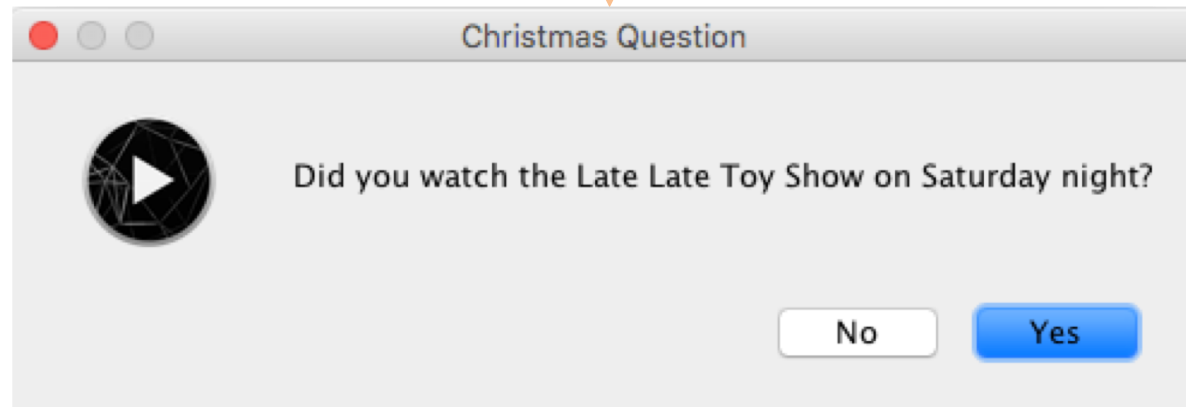 Christmas Question
Did you watch the Late Late Toy Show on Saturday night?
No Yes